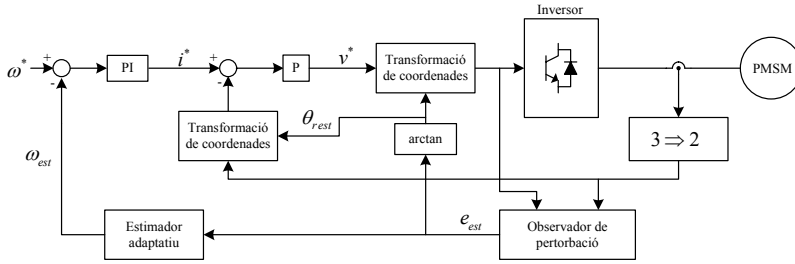 Inversor
ω*
+
-
PI
i*
+
-
P
v*
Transformació
de coordenades
PMSM
Transformació
de coordenades
θrest
arctan
3 ⇒ 2
ωest
Estimador
adaptatiu
eest
Observador de
pertorbació